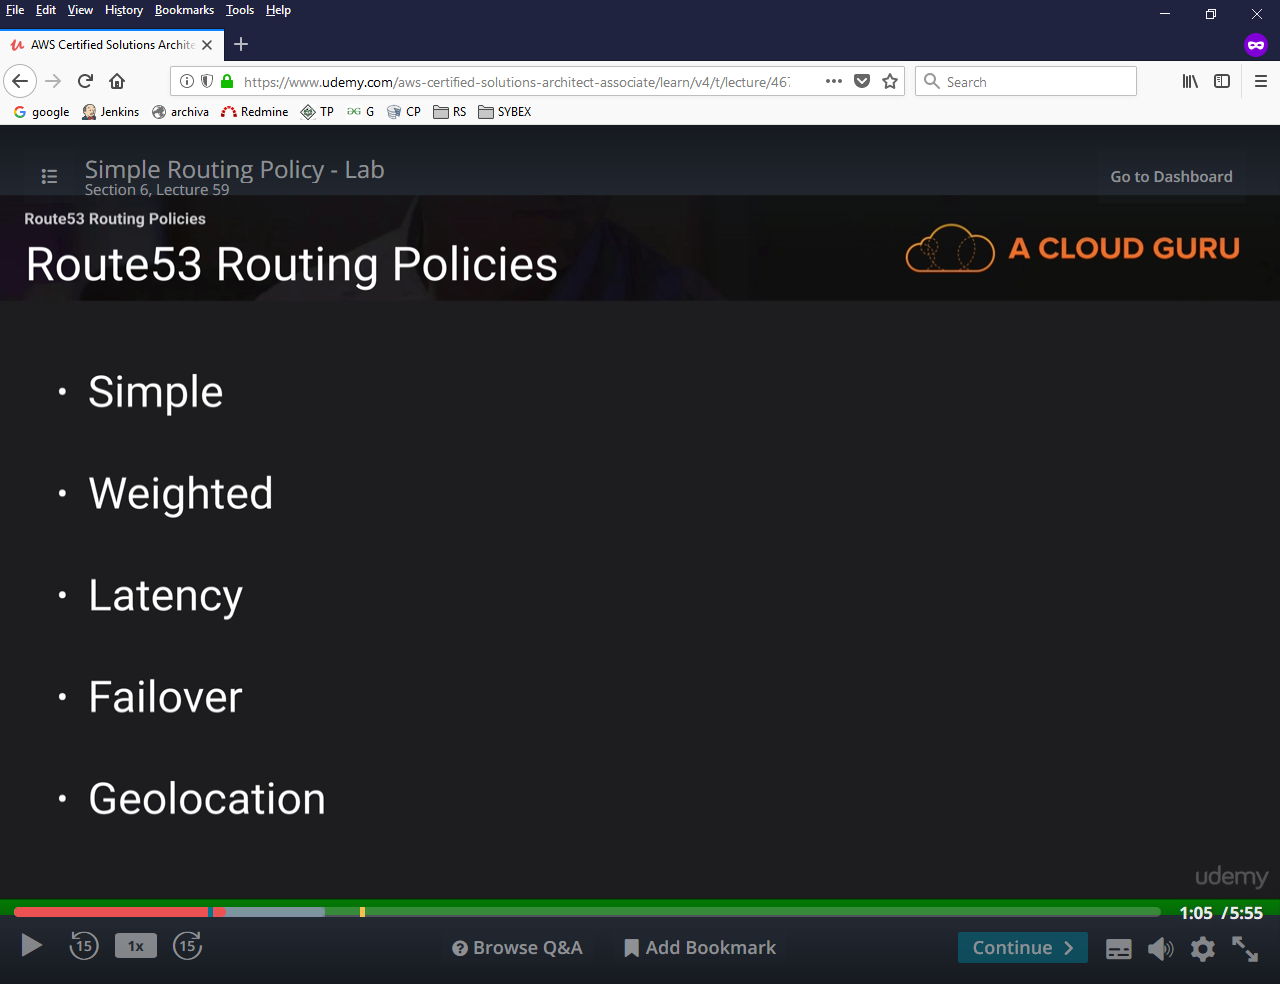 File Edit View History Bookmarks Tools Help
AWS Certified Solutions Archite
https://www.udemy.com/aws-certified-solutions-architect-associate/learn/v4/t/lecture/467
Search
google Jenkins archiva Redmine TP G CP RS SYBEX
Simple Routing Policy - Lab
Section 6, Lecture 59
Go to Dashboard
Route53 Routing Policies
Route53 Routing Policies
A CLOUD GURU
• Simple
• Weighted
• Latency
• Failover
• Geolocation
udemy
1:05 / 5:55
15 1x 15 Browse Q&A Add Bookmark Continue